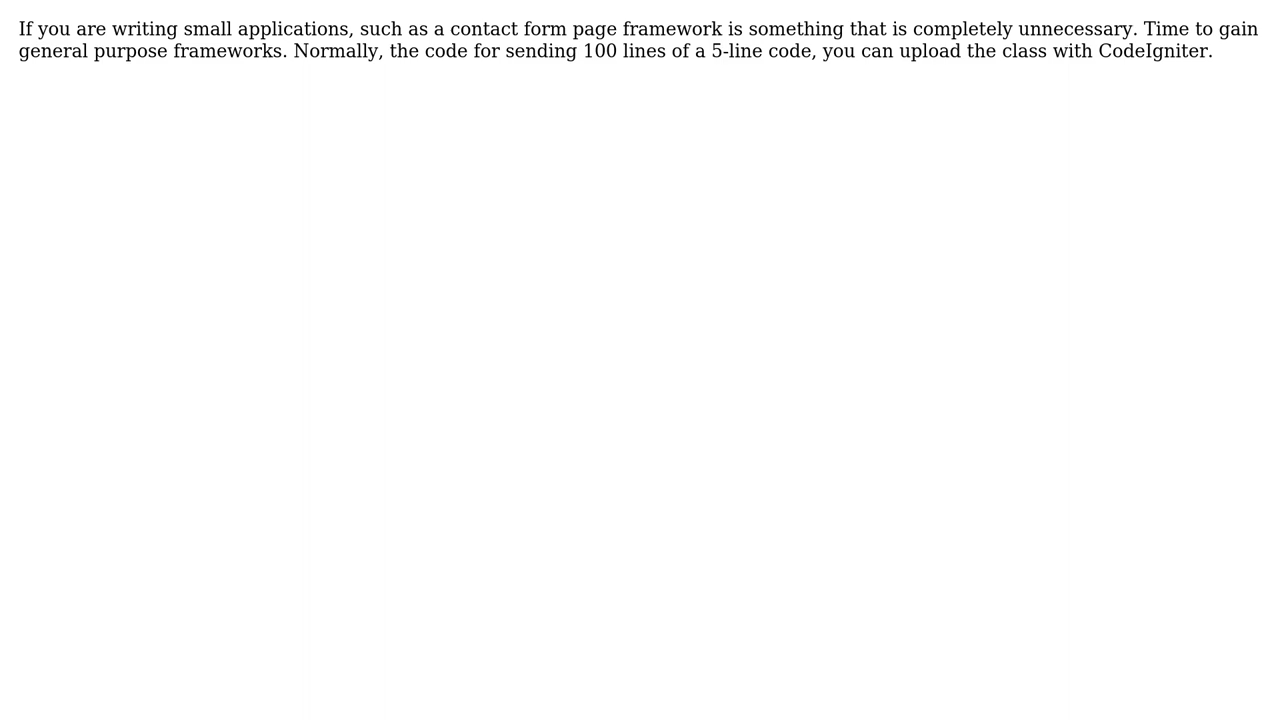 If you are writing small applications, such as a contact form page framework is something that is completely unnecessary. Time to gain
general purpose frameworks. Normally, the code for sending 100 lines of a 5-line code, you can upload the class with CodeIgniter.